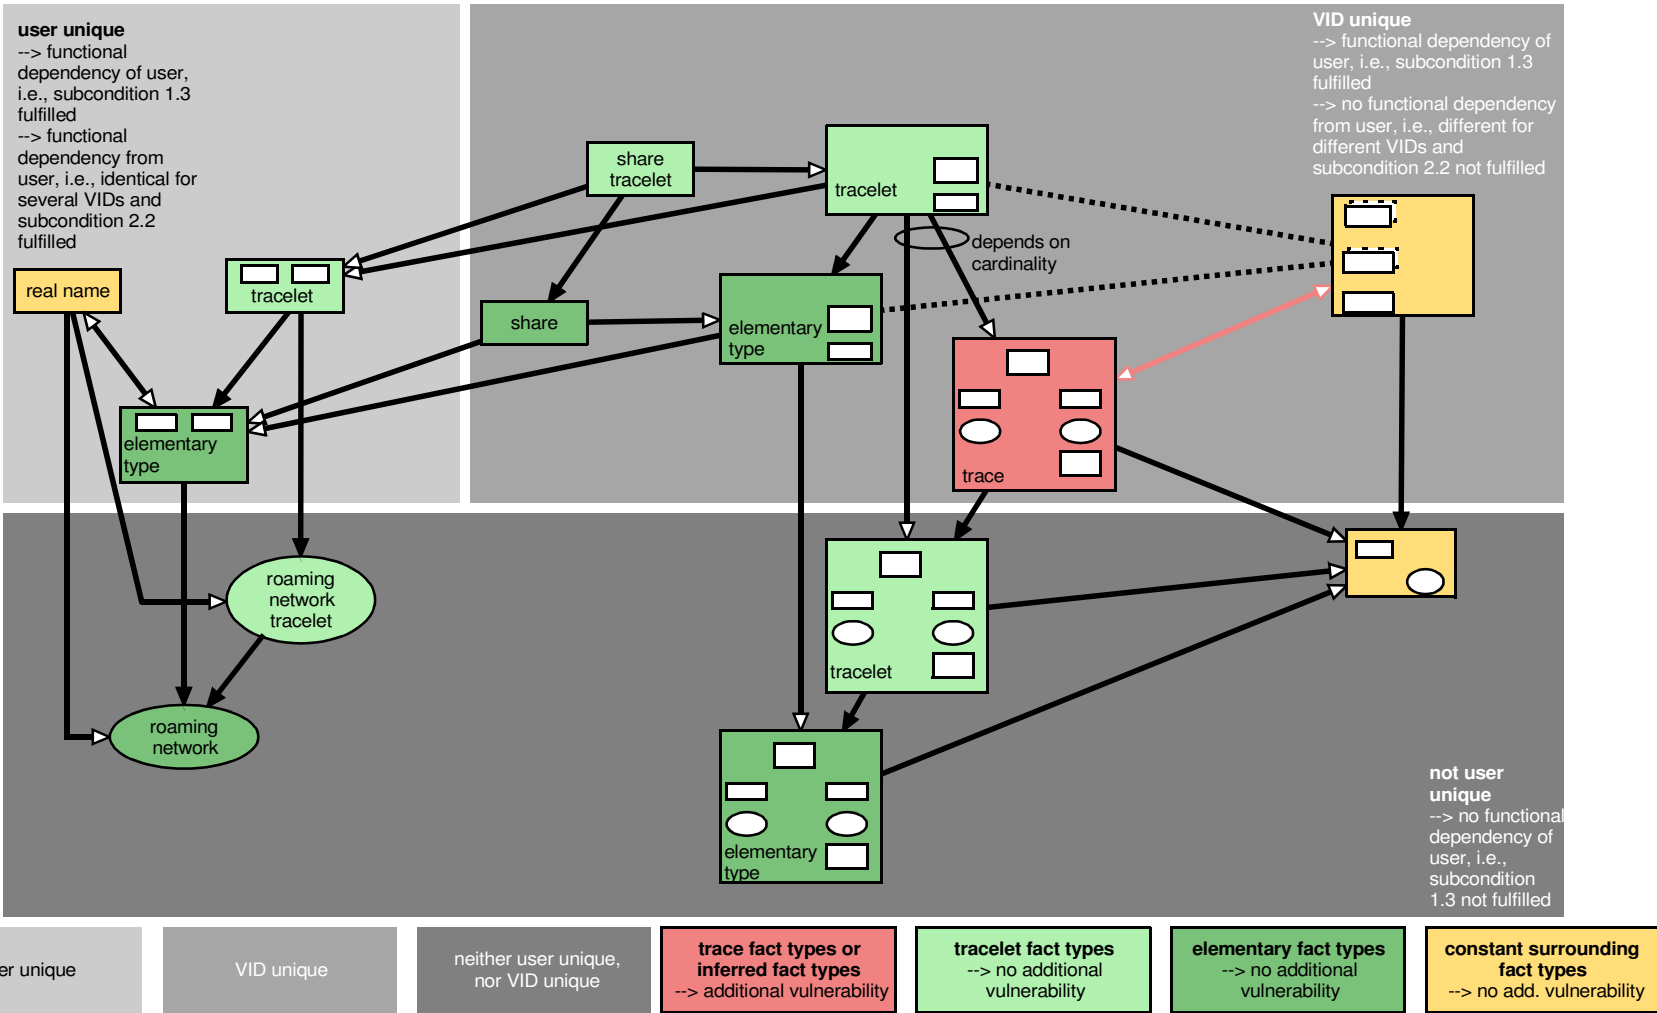 user unique
--> functional
dependency of user,
i.e., subcondition 1.3
fulfilled
--> functional
dependency from
user, i.e., identical for
several VIDs and
subcondition 2.2
fulfilled
VID unique
--> functional dependency of
user, i.e., subcondition 1.3
fulfilled
--> no functional dependency
from user, i.e., different for
different VIDs and
subcondition 2.2 not fulfilled
share
tracelet
tracelet
depends on
cardinality
real name
tracelet
share
elementary
type
elementary
type
trace
roaming
network
tracelet
tracelet
roaming
network
elementary
type
not user
unique
--> no functional
dependency of
user, i.e.,
subcondition
1.3 not fulfilled
er unique
VID unique
neither user unique,
nor VID unique
trace fact types or
inferred fact types
--> additional vulnerability
tracelet fact types
--> no additional
vulnerability
elementary fact types
--> no additional
vulnerability
constant surrounding
fact types
--> no add. vulnerability